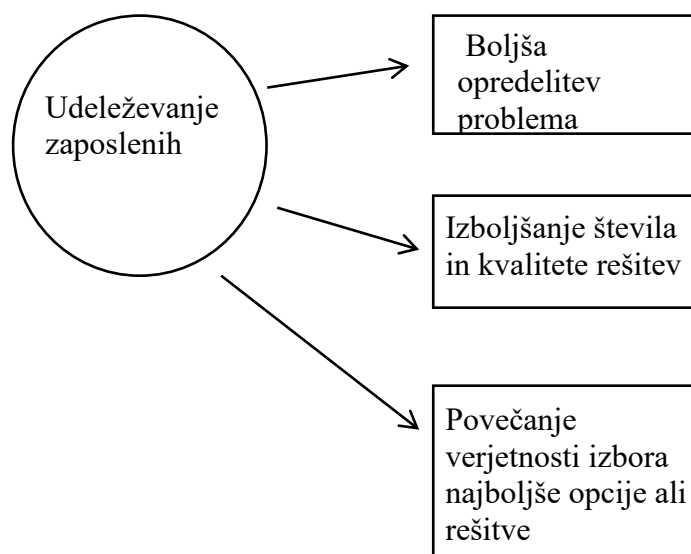 Udeleževanje
zaposlenih
Boljša
opredelitev
problema
Izboljšanje števila
in kvalitete rešitev
Povečanje
verjetnosti izbora
najboljše opcije ali
rešitve